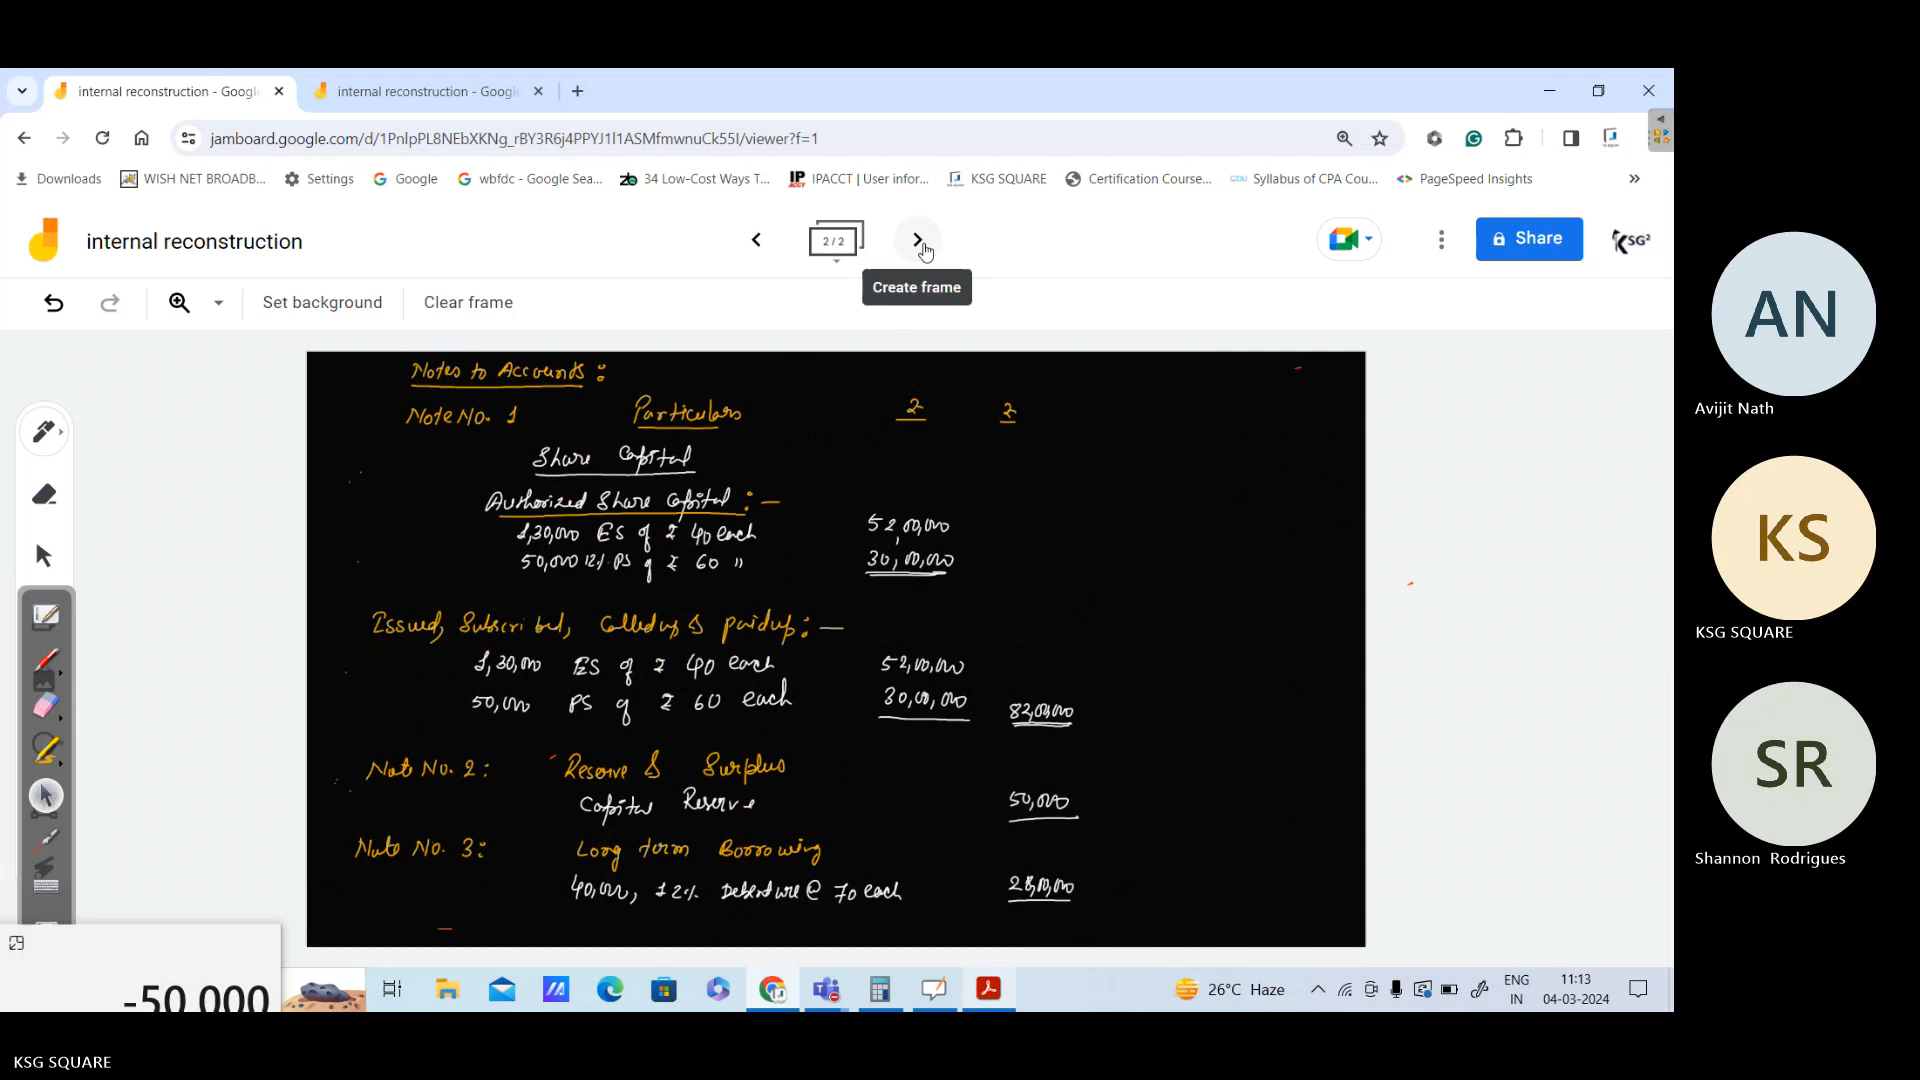 internal reconstruction - Googl
internal reconstruction - Googl
jamboard.google.com/d/1PnlpPL8NEbXKNg_rBY3R6j4PPYJ1l1ASMfmwnuCk55I/viewer?f=1
Downloads
WISH NET BROADB...
Settings
Google
wbfdc - Google Sea...
34 Low-Cost Ways T...
IPACCT | User infor...
KSG SQUARE
Certification Course...
Syllabus of CPA Cou...
PageSpeed Insights
internal reconstruction
2 / 2
Share
KSG²
Create frame
Set background
Clear frame
Notes to Accounts :
Note No. 1 Particulars ₹ ₹
Share Capital
Authorized Share Capital : —
1,30,000 ES of ₹ 40 each 52,00,000
50,000 12% PS of ₹ 60 " 30,00,000
Issued, Subscribed, Called up & paidup : —
1,30,000 ES of ₹ 40 each 52,00,000
50,000 PS of ₹ 60 each 30,00,000 82,00,000
Note No. 2 : Reserve & Surplus
Capital Reserve 50,000
Note No. 3 : Long term Borrowing
40,000, 12% Debenture @ 70 each 28,00,000
-50,000
26°C Haze
ENG
IN
11:13
04-03-2024
AN
Avijit Nath
KS
KSG SQUARE
SR
Shannon Rodrigues
KSG SQUARE